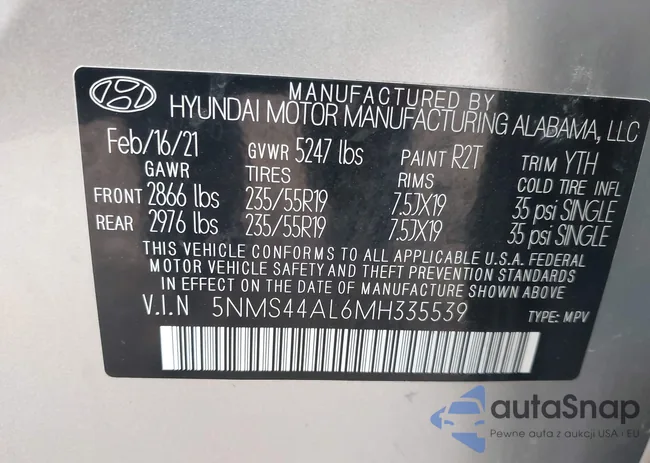 MANUFACTURED BY
HYUNDAI MOTOR MANUFACTURING ALABAMA, LLC
Feb/16/21 GVWR 5247 lbs PAINT R2T TRIM YTH
GAWR TIRES RIMS COLD TIRE INFL
FRONT 2866 lbs 235/55R19 7.5JX19 35 psi SINGLE
REAR 2976 lbs 235/55R19 7.5JX19 35 psi SINGLE
THIS VEHICLE CONFORMS TO ALL APPLICABLE U.S.A. FEDERAL
MOTOR VEHICLE SAFETY AND THEFT PREVENTION STANDARDS
IN EFFECT ON THE DATE OF MANUFACTURE SHOWN ABOVE.
V.I.N 5NMS44AL6MH335539 TYPE: MPV
autaSnap
Pewne auta z aukcji USA i EU